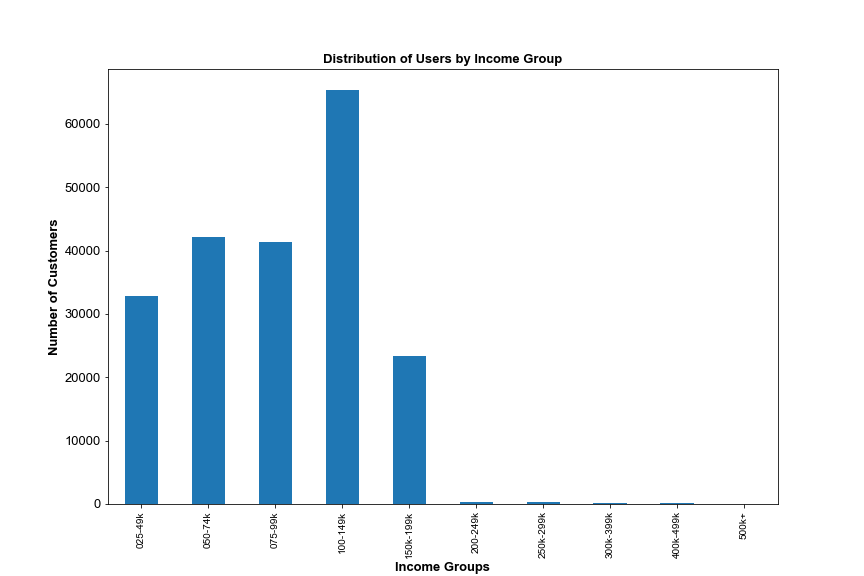 Distribution of Users by Income Group
Number of Customers
60000
50000
40000
30000
20000
10000
0
025-49k
050-74k
075-99k
100-149k
150k-199k
200-249k
250k-299k
300k-399k
400k-499k
500k+
Income Groups